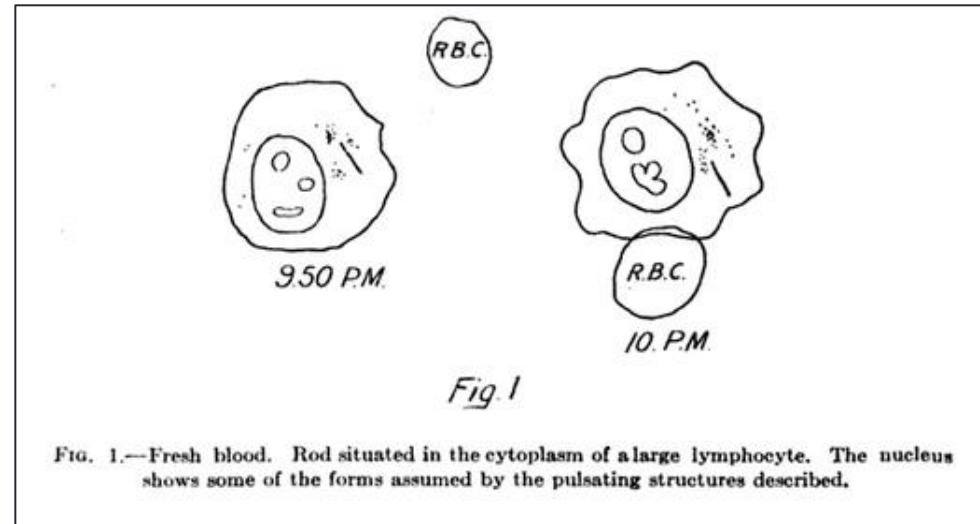 R.B.C.
9.50 P.M.
R.B.C.
10. P.M.
Fig. 1
FIG. 1.—Fresh blood. Rod situated in the cytoplasm of a large lymphocyte. The nucleus
shows some of the forms assumed by the pulsating structures described.